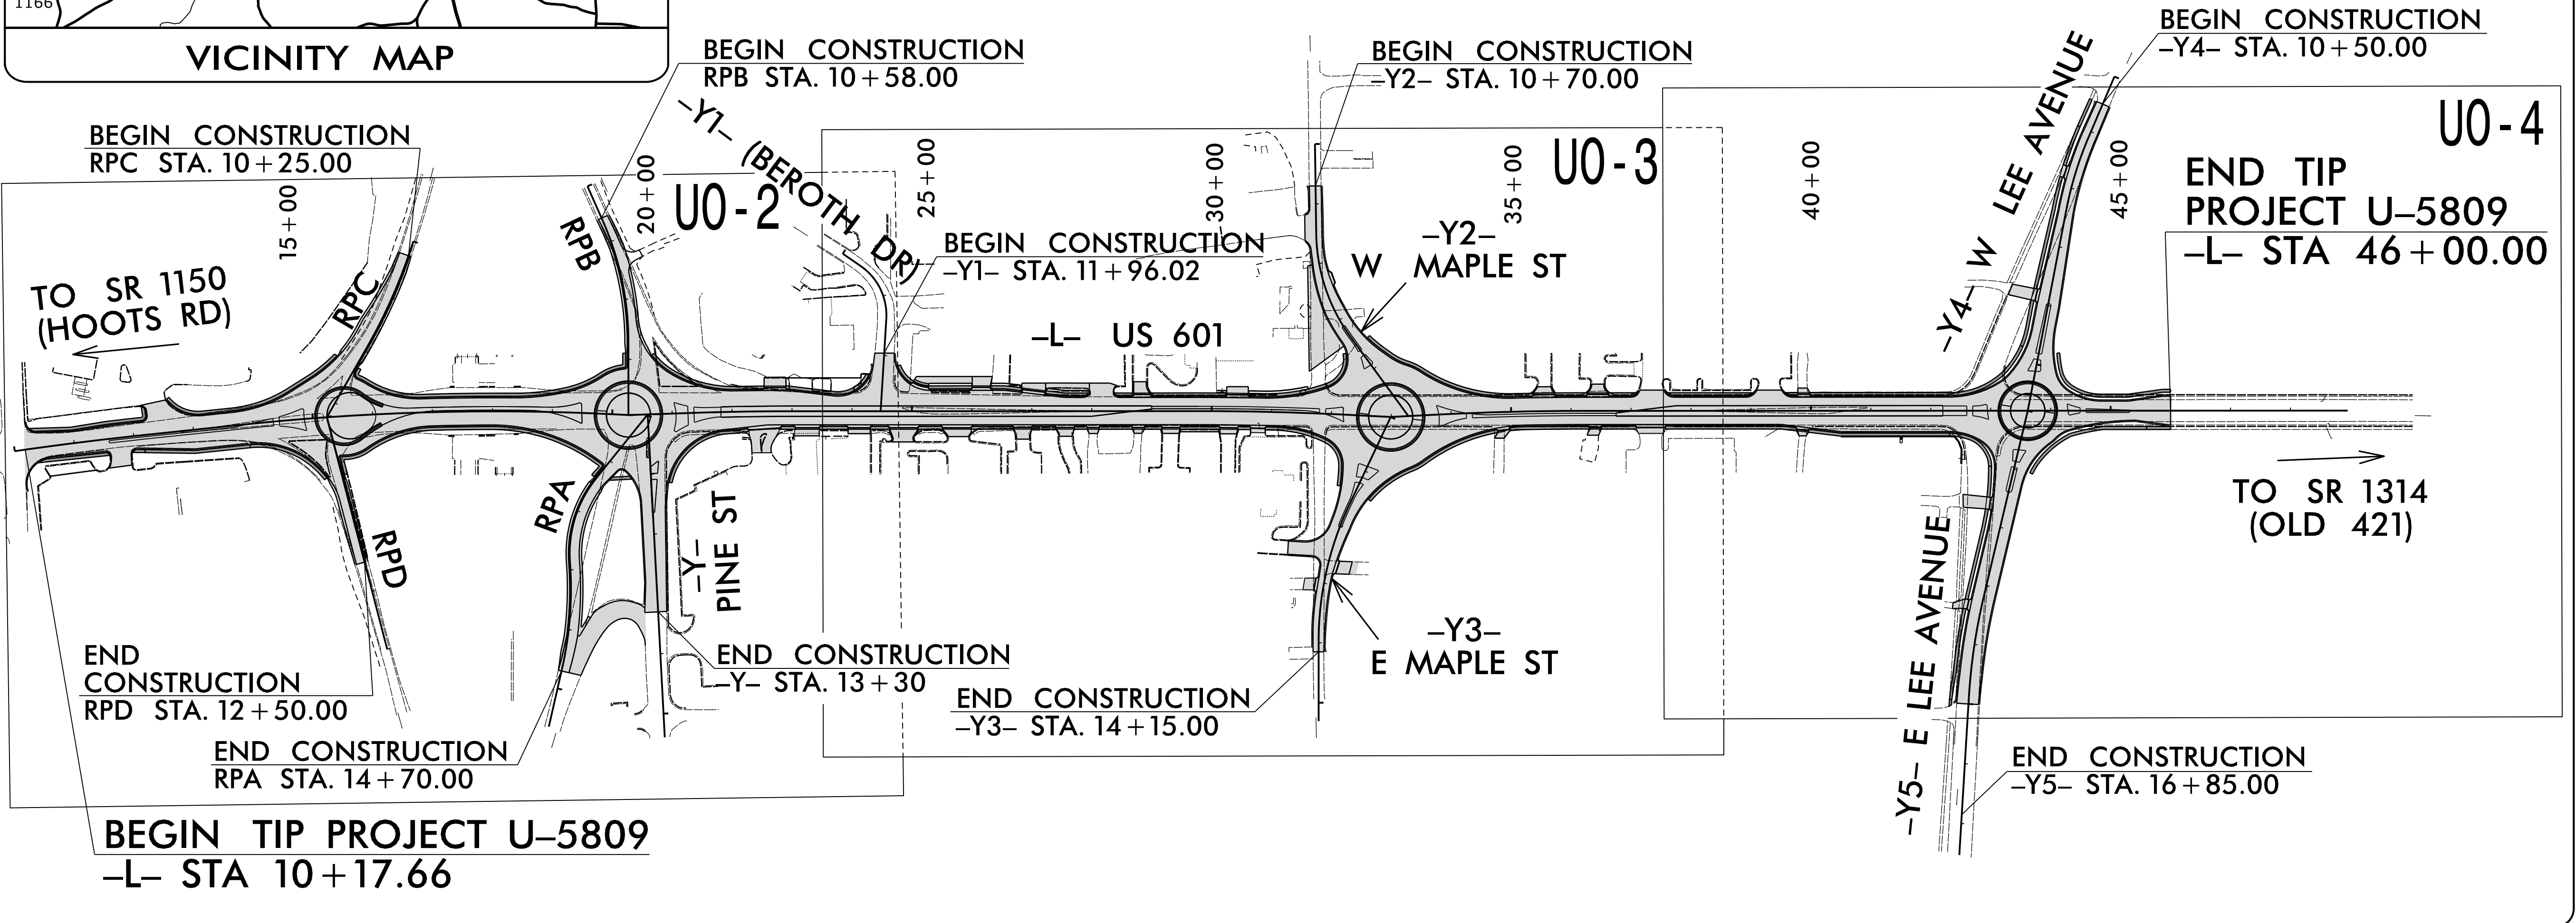 1166
VICINITY MAP
BEGIN CONSTRUCTION
RPC STA. 10+25.00
BEGIN CONSTRUCTION
RPB STA. 10+58.00
–Y1– (BEROTH DR)
BEGIN CONSTRUCTION
–Y2– STA. 10+70.00
BEGIN CONSTRUCTION
–Y4– STA. 10+50.00
15+00
20+00
25+00
30+00
35+00
40+00
45+00
UO-2
UO-3
UO-4
END TIP
PROJECT U–5809
–L– STA 46+00.00
TO SR 1150
(HOOTS RD)
RPC
RPB
BEGIN CONSTRUCTION
–Y1– STA. 11+96.02
–L– US 601
–Y2–
W MAPLE ST
–Y4– W LEE AVENUE
TO SR 1314
(OLD 421)
RPA
RPD
–Y–
PINE ST
–Y3–
E MAPLE ST
–Y5– E LEE AVENUE
END
CONSTRUCTION
RPD STA. 12+50.00
END CONSTRUCTION
–Y– STA. 13+30
END CONSTRUCTION
–Y3– STA. 14+15.00
END CONSTRUCTION
RPA STA. 14+70.00
END CONSTRUCTION
–Y5– STA. 16+85.00
BEGIN TIP PROJECT U–5809
–L– STA 10+17.66